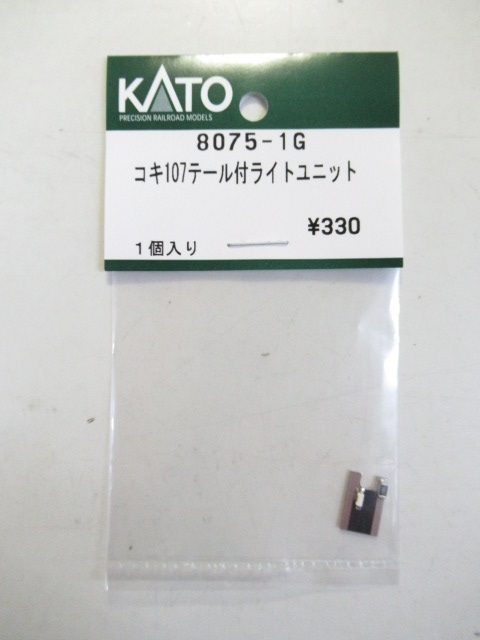 KATO
PRECISION RAILROAD MODELS
8075-1G
コキ107テール付ライトユニット
¥330
1個入り